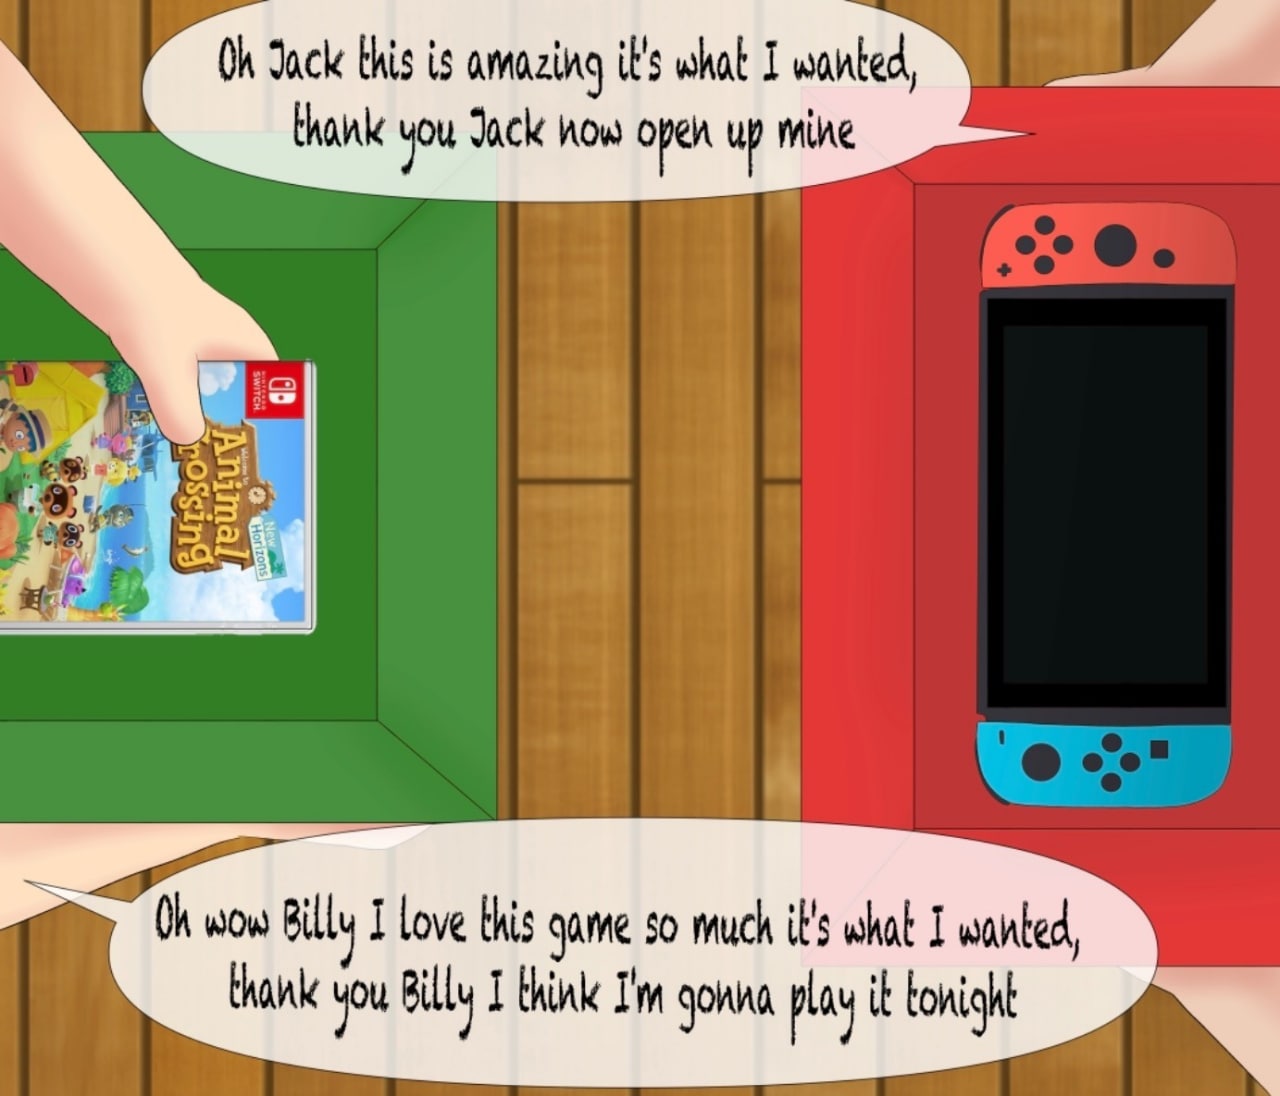 Oh Jack this is amazing it's what I wanted,
thank you Jack now open up mine
NINTENDO
SWITCH
Welcome to
Animal
Crossing
New
Horizons
Oh wow Billy I love this game so much it's what I wanted,
thank you Billy I think I'm gonna play it tonight